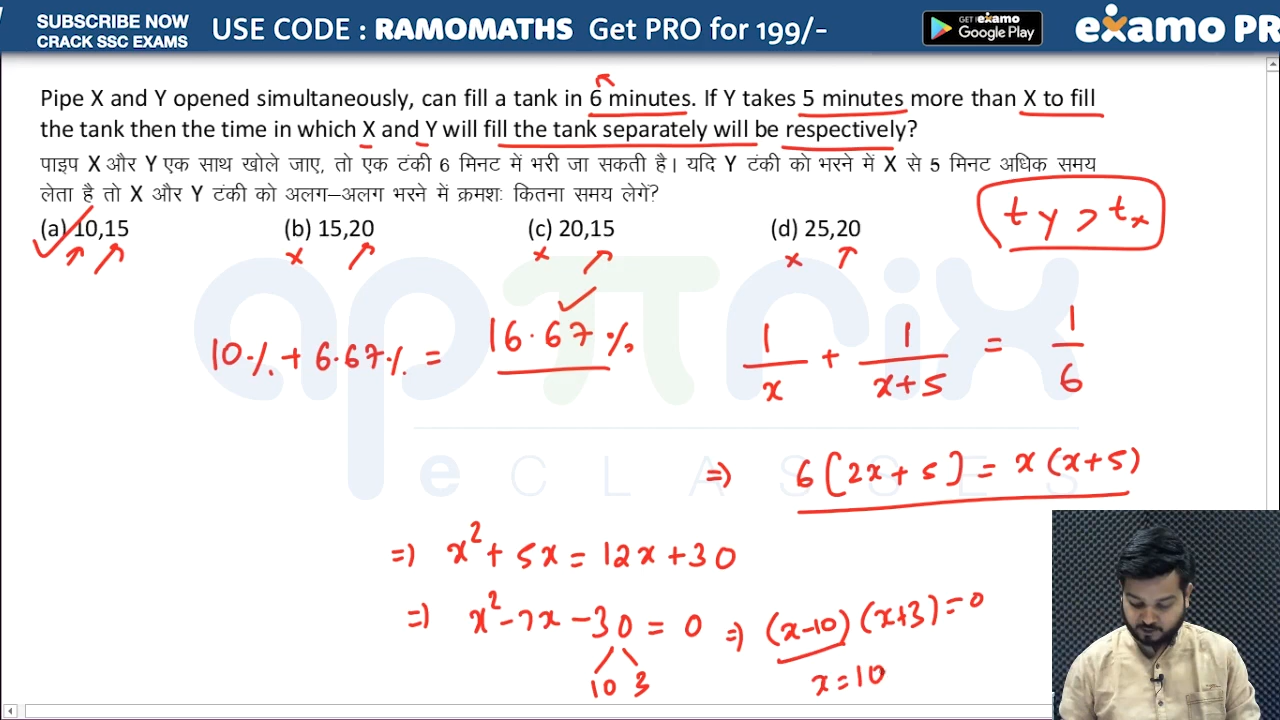 SUBSCRIBE NOW
CRACK SSC EXAMS
USE CODE : RAMOMATHS Get PRO for 199/-
GET
examo
Google Play
examo PR
Pipe X and Y opened simultaneously, can fill a tank in 6 minutes. If Y takes 5 minutes more than X to fill
the tank then the time in which X and Y will fill the tank separately will be respectively?
पाइप X और Y एक साथ खोले जाए, तो एक टंकी 6 मिनट में भरी जा सकती है। यदि Y टंकी को भरने में X से 5 मिनट अधिक समय
लेता है तो X और Y टंकी को अलग-अलग भरने में क्रमशः कितना समय लेगें?
(a) 10,15 (b) 15,20 (c) 20,15 (d) 25,20
ty > tx
10% + 6.67% = 16.67%
1/x + 1/(x+5) = 1/6
⇒ 6[2x+5] = x(x+5)
⇒ x² + 5x = 12x + 30
⇒ x² - 7x - 30 = 0 ⇒ (x-10)(x+3) = 0
10 3
x = 10
apπrix
e CLASSES